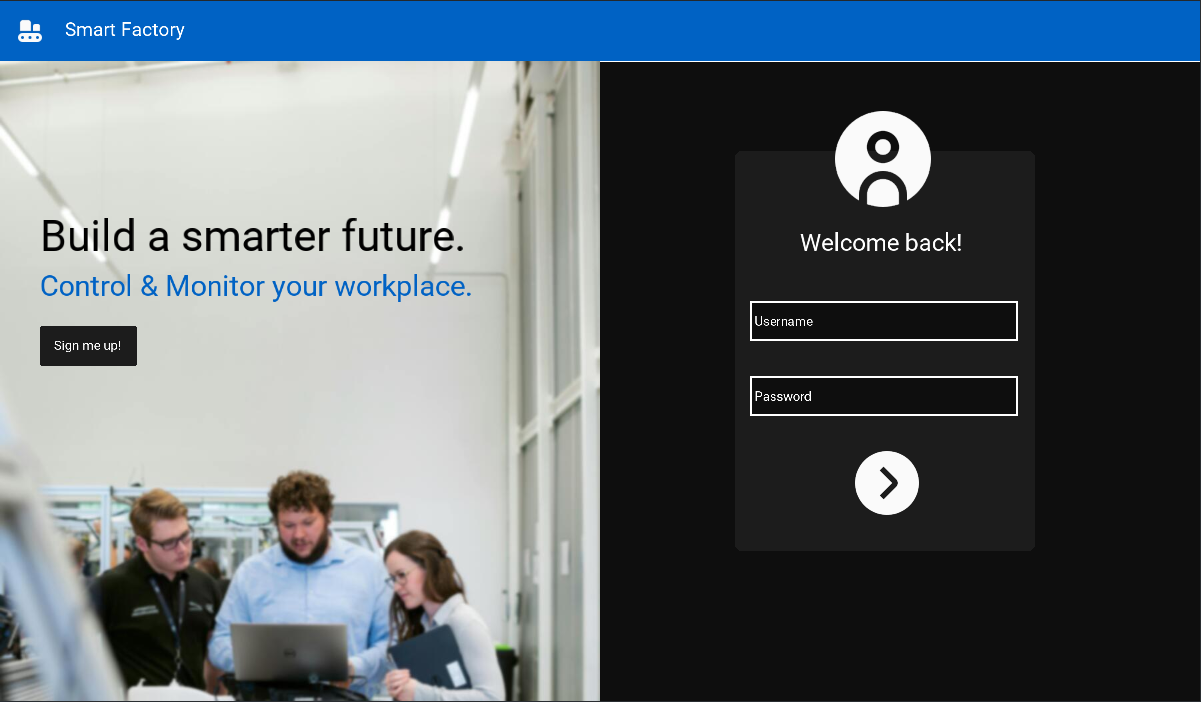 Smart Factory
Build a smarter future.
Control & Monitor your workplace.
Sign me up!
Welcome back!
Username
Password